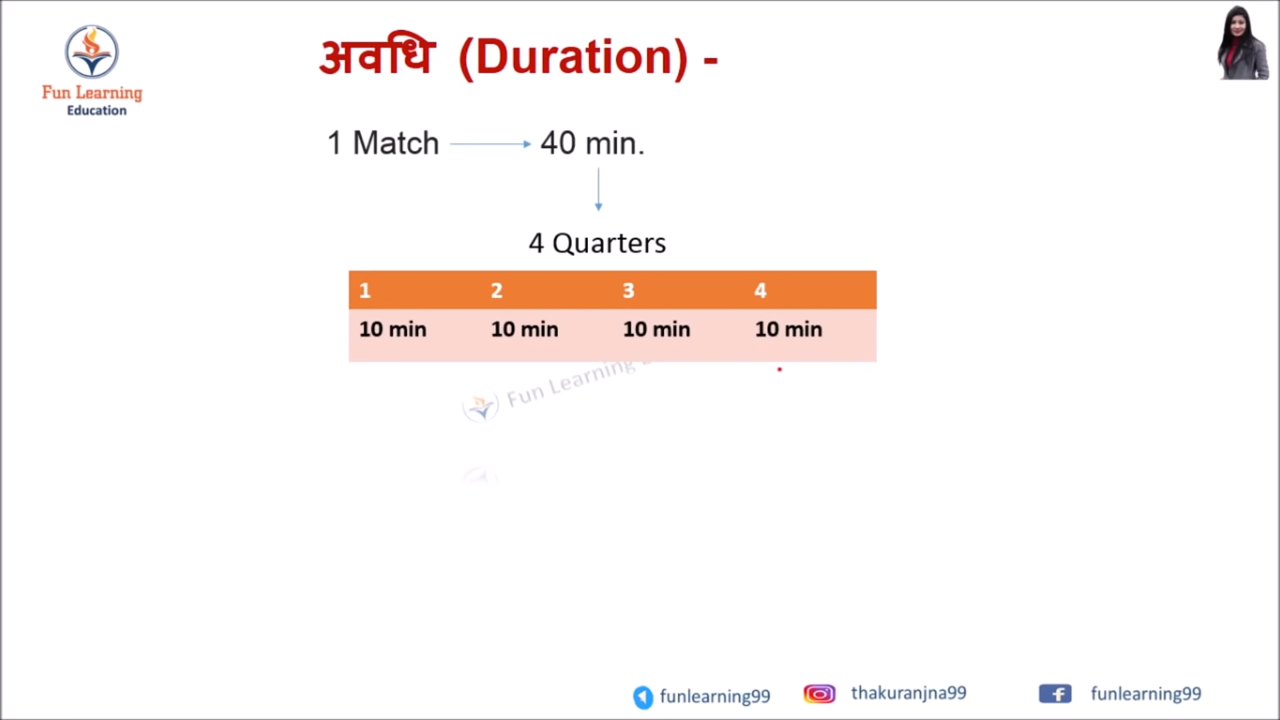 अवधि (Duration) -
Fun Learning
Education
1 Match
40 min.
4 Quarters
1 2 3 4
10 min 10 min 10 min 10 min
Fun Learning
funlearning99
thakuranjna99
funlearning99